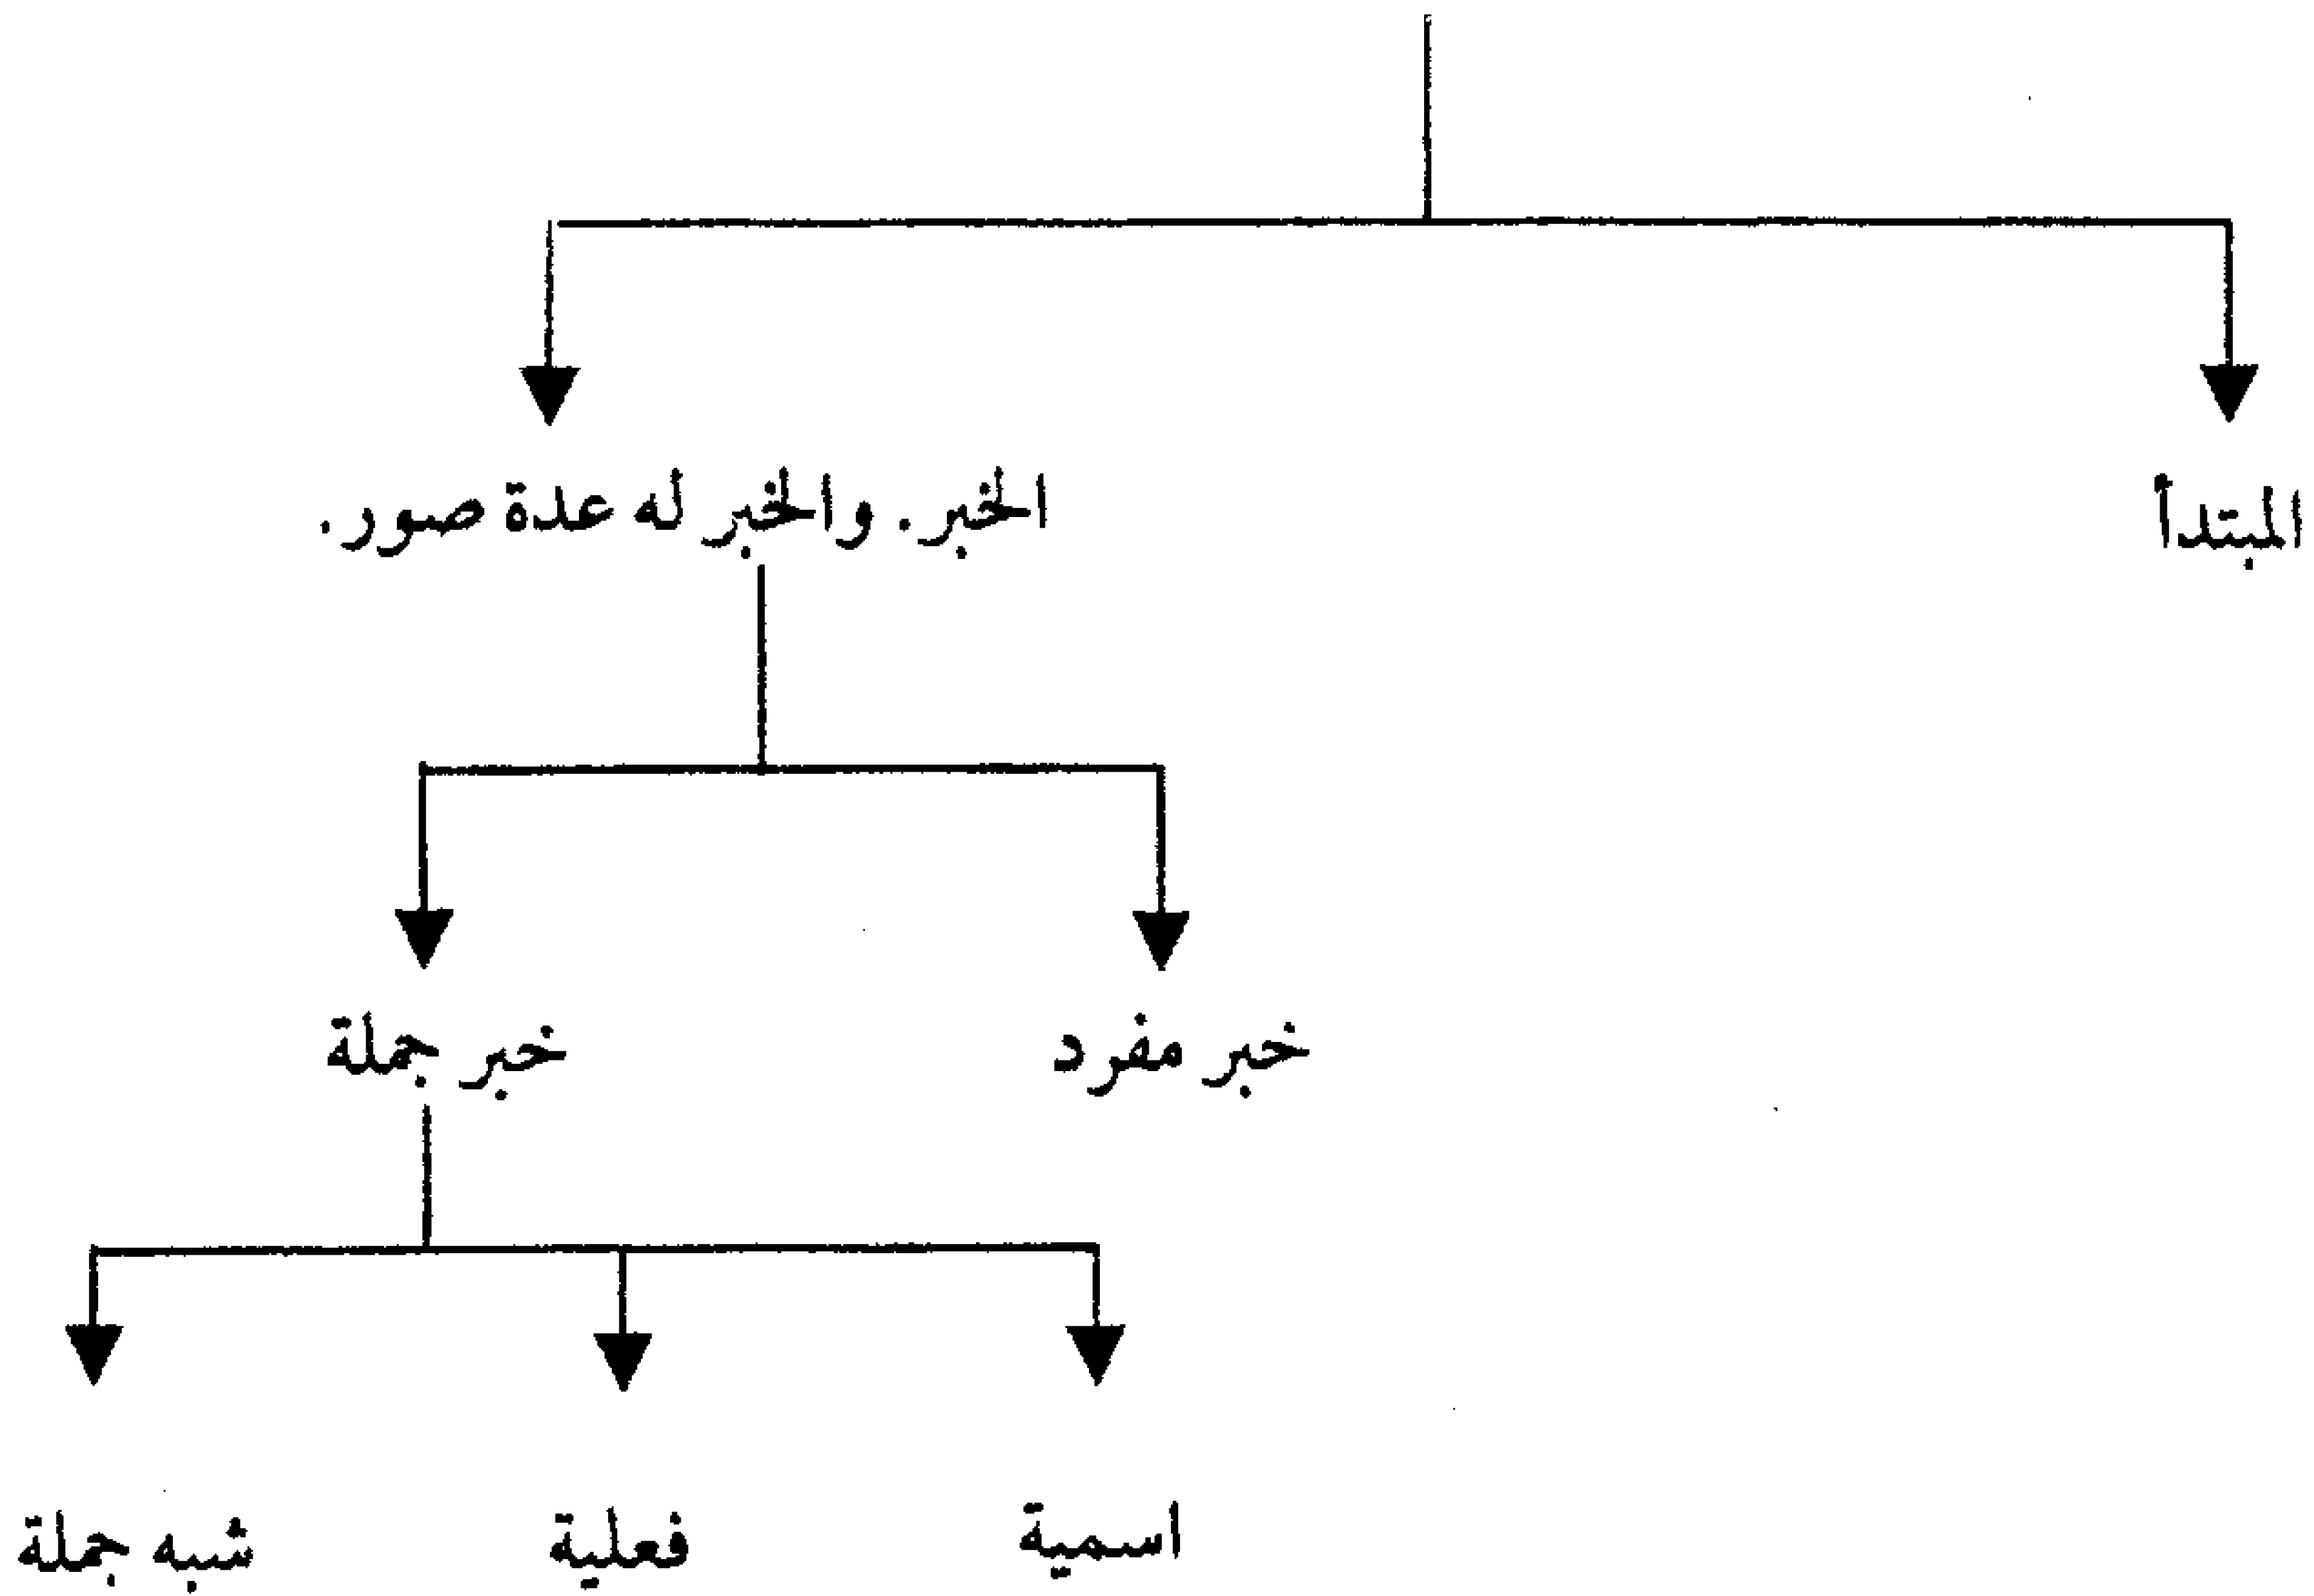 المبتدأ
الخبر. والخبر له عدة صور.
خبر مفرد
خبر جملة
اسمية
فعلية
شبه جملة